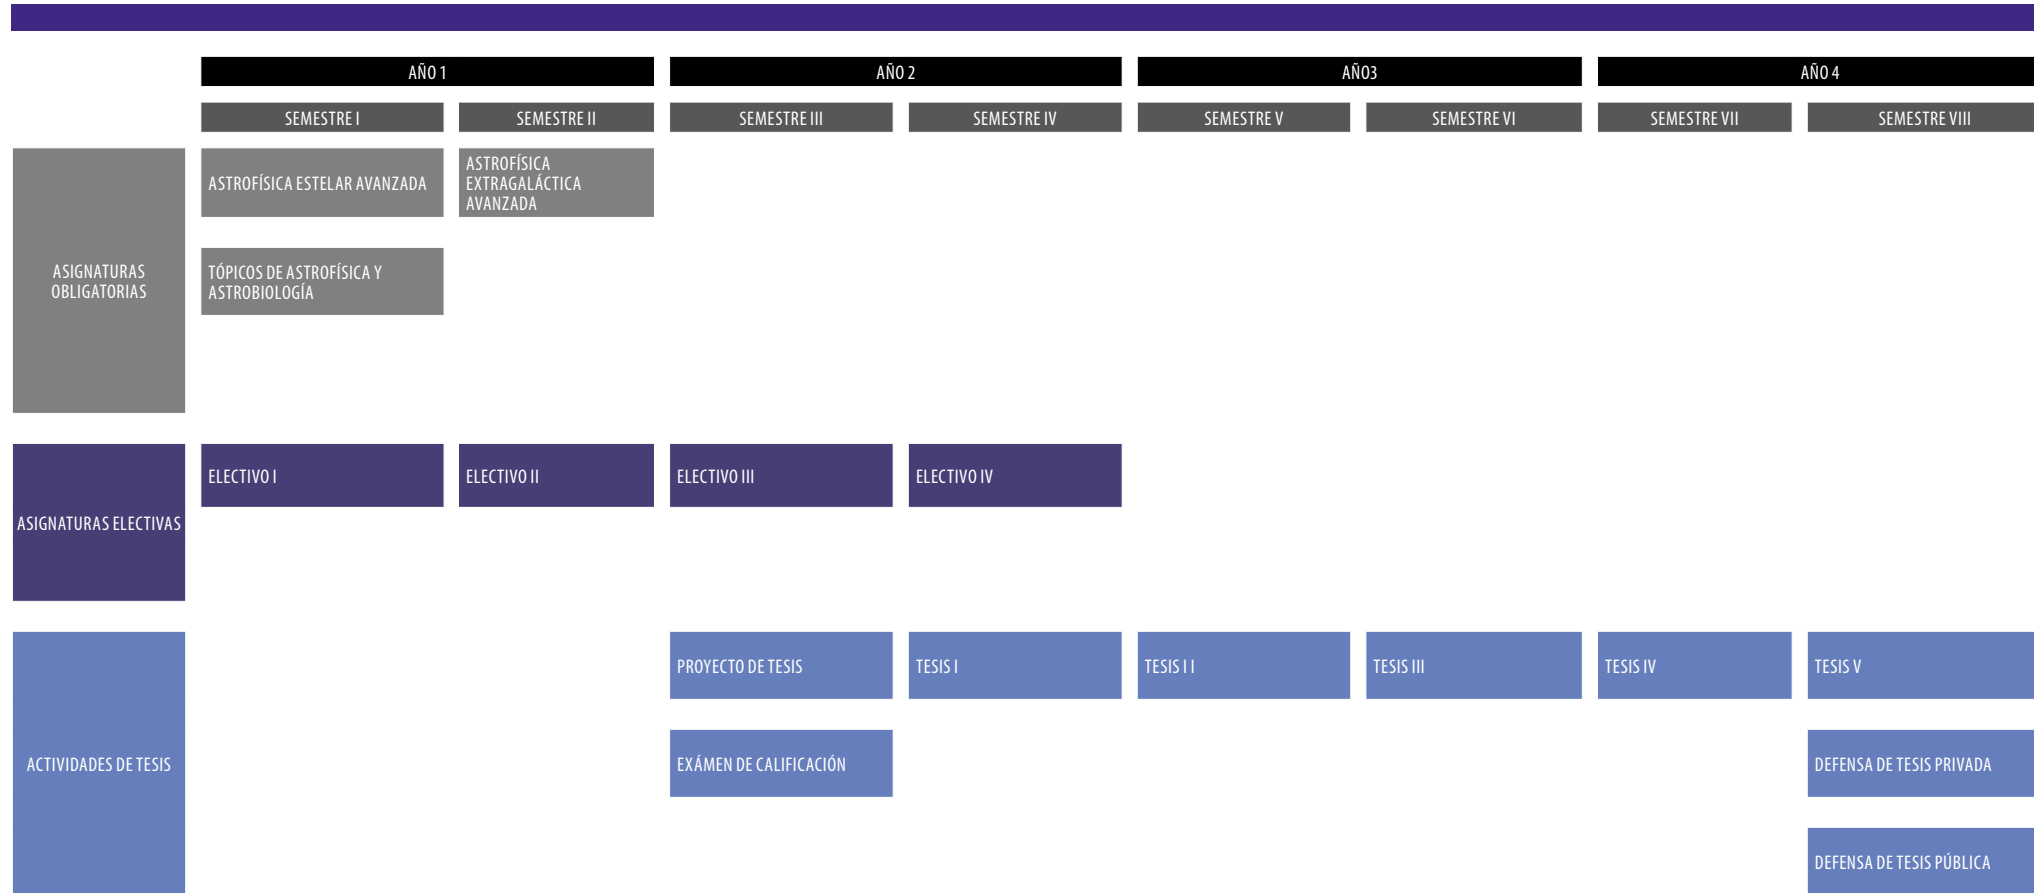 AÑO 1
AÑO 2
AÑO3
AÑO 4
SEMESTRE I
SEMESTRE II
SEMESTRE III
SEMESTRE IV
SEMESTRE V
SEMESTRE VI
SEMESTRE VII
SEMESTRE VIII
ASIGNATURAS
OBLIGATORIAS
ASTROFÍSICA ESTELAR AVANZADA
ASTROFÍSICA
EXTRAGALÁCTICA
AVANZADA
TÓPICOS DE ASTROFÍSICA Y
ASTROBIOLOGÍA
ASIGNATURAS ELECTIVAS
ELECTIVO I
ELECTIVO II
ELECTIVO III
ELECTIVO IV
ACTIVIDADES DE TESIS
PROYECTO DE TESIS
TESIS I
TESIS I I
TESIS III
TESIS IV
TESIS V
EXÁMEN DE CALIFICACIÓN
DEFENSA DE TESIS PRIVADA
DEFENSA DE TESIS PÚBLICA